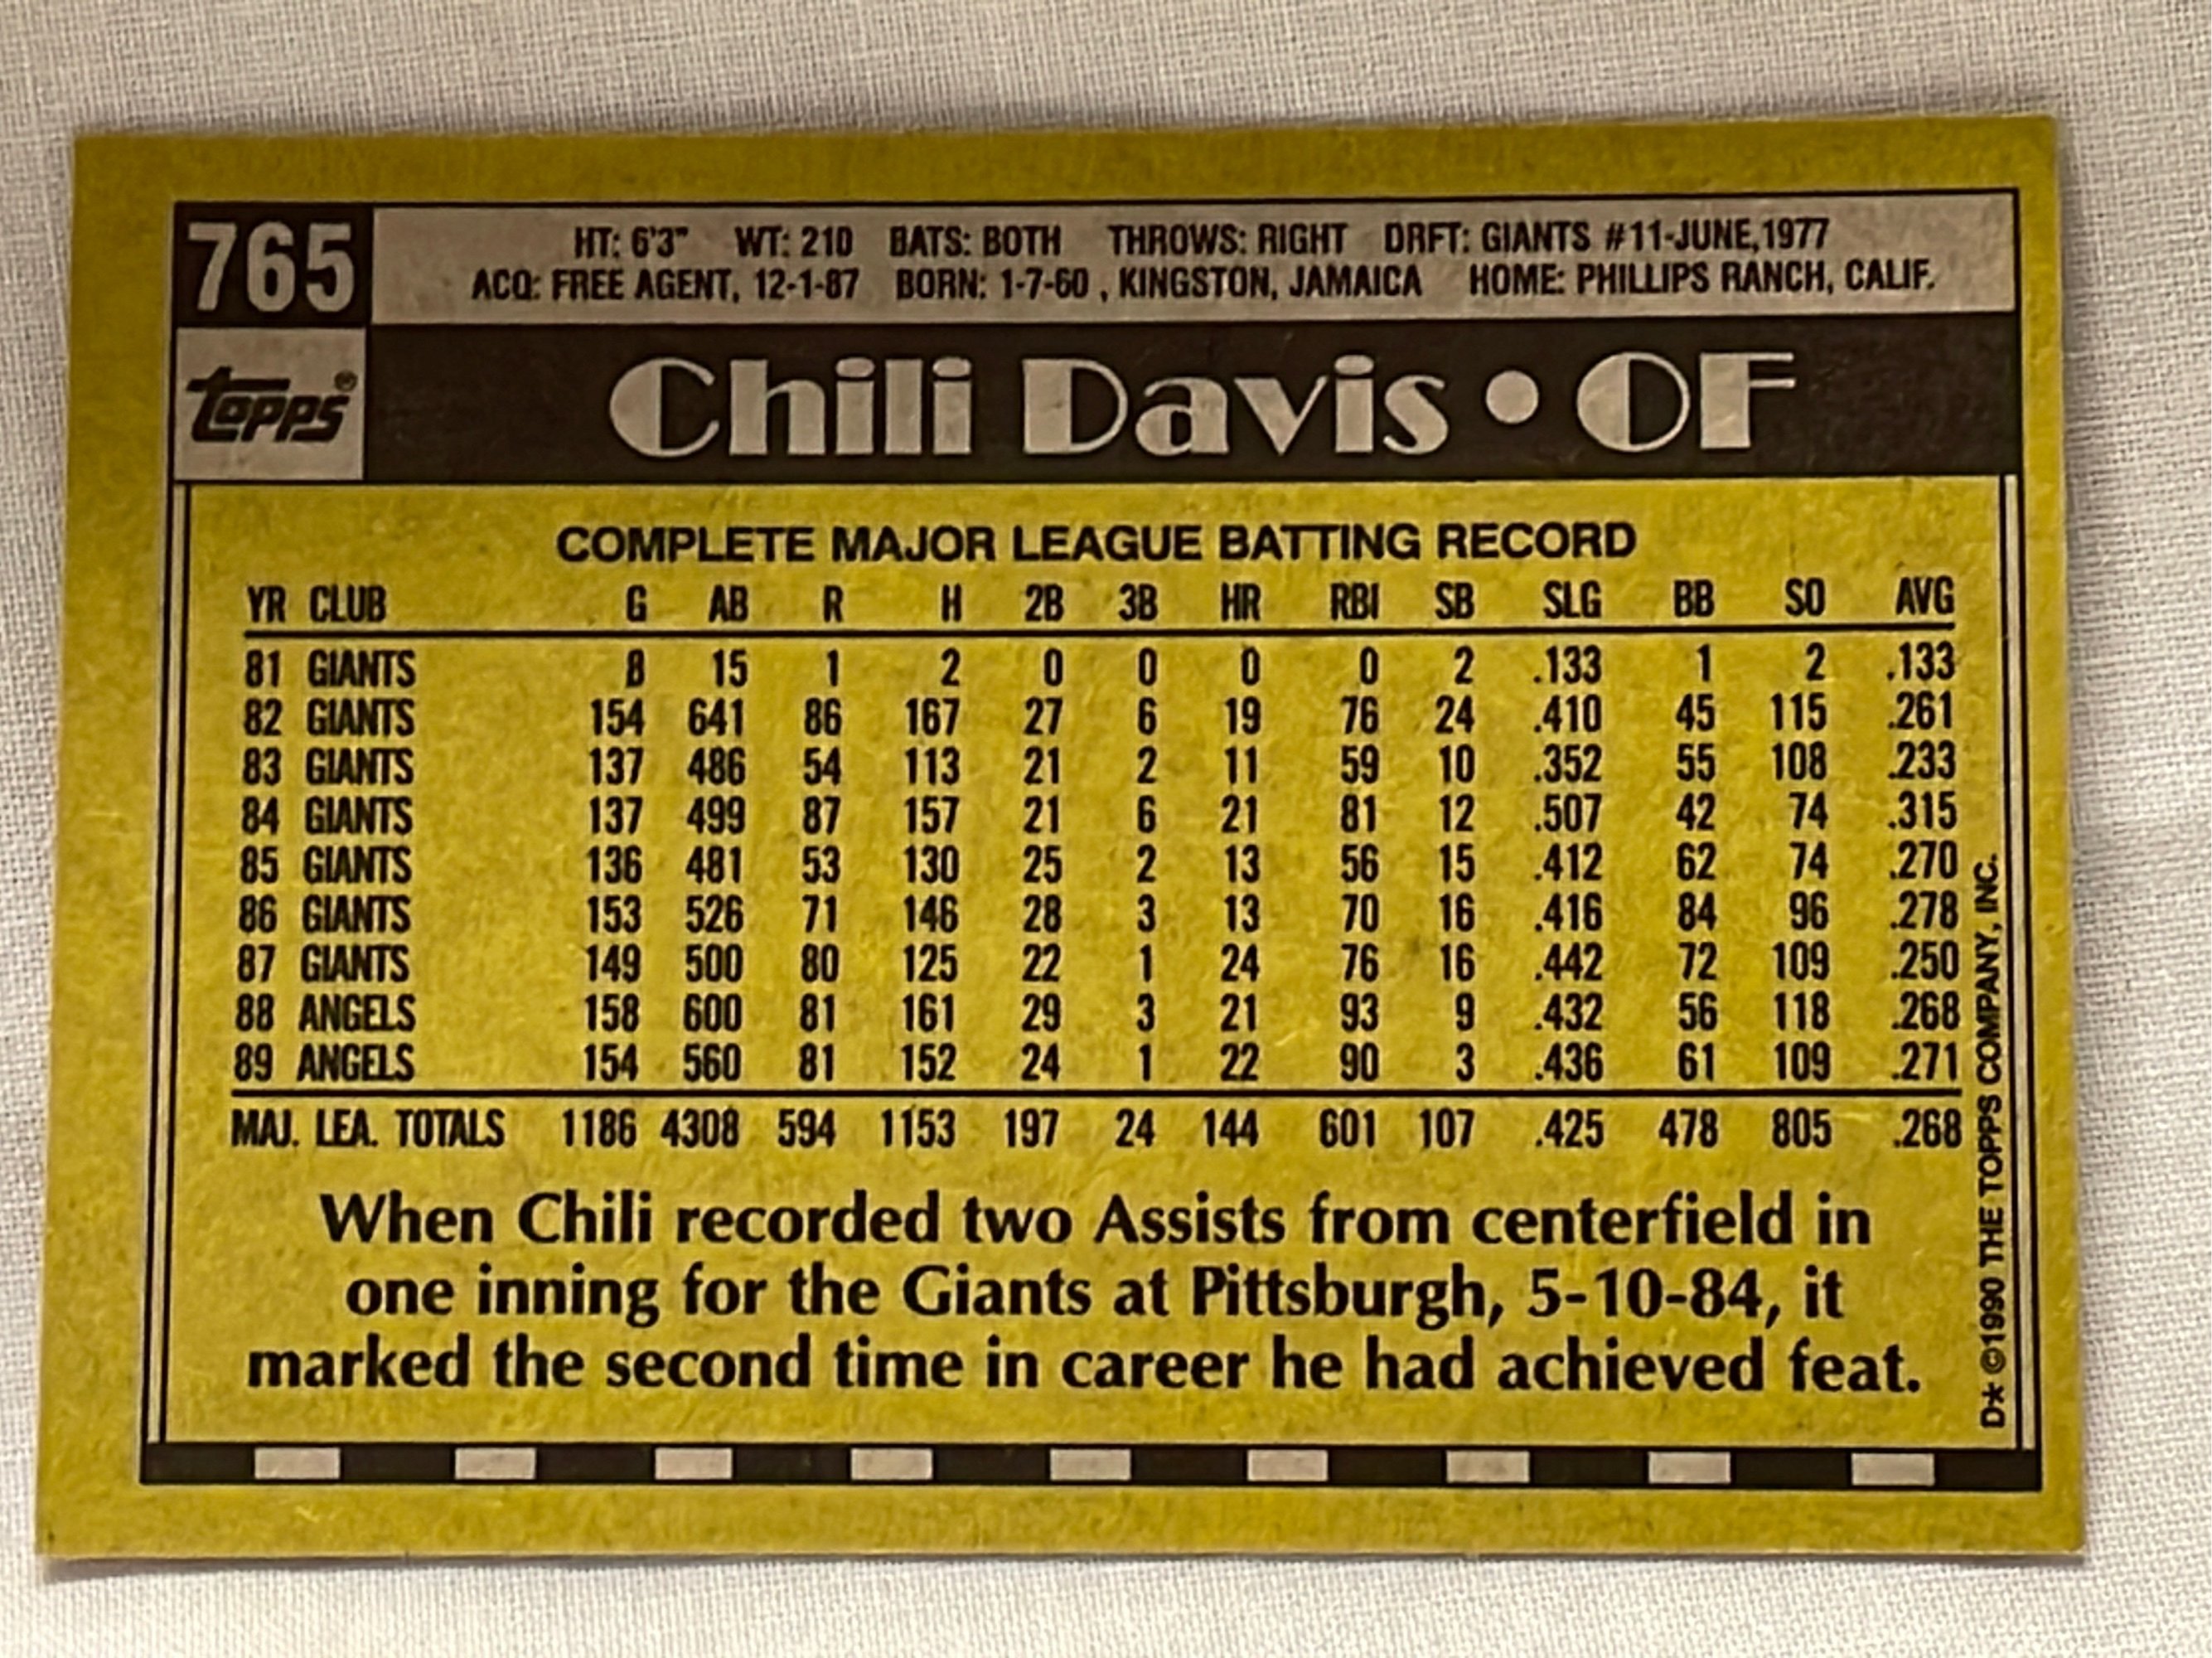 765
HT: 6'3" WT: 210 BATS: BOTH THROWS: RIGHT DRFT: GIANTS #11-JUNE,1977
ACQ: FREE AGENT, 12-1-87 BORN: 1-7-60 , KINGSTON, JAMAICA HOME: PHILLIPS RANCH, CALIF.
topps®
Chili Davis • OF
COMPLETE MAJOR LEAGUE BATTING RECORD
YR CLUB G AB R H 2B 3B HR RBI SB SLG BB SO AVG
81 GIANTS 8 15 1 2 0 0 0 0 2 .133 1 2 .133
82 GIANTS 154 641 86 167 27 6 19 76 24 .410 45 115 .261
83 GIANTS 137 486 54 113 21 2 11 59 10 .352 55 108 .233
84 GIANTS 137 499 87 157 21 6 21 81 12 .507 42 74 .315
85 GIANTS 136 481 53 130 25 2 13 56 15 .412 62 74 .270
86 GIANTS 153 526 71 146 28 3 13 70 16 .416 84 96 .278
87 GIANTS 149 500 80 125 22 1 24 76 16 .442 72 109 .250
88 ANGELS 158 600 81 161 29 3 21 93 9 .432 56 118 .268
89 ANGELS 154 560 81 152 24 1 22 90 3 .436 61 109 .271
MAJ. LEA. TOTALS 1186 4308 594 1153 197 24 144 601 107 .425 478 805 .268
When Chili recorded two Assists from centerfield in
one inning for the Giants at Pittsburgh, 5-10-84, it
marked the second time in career he had achieved feat.
D* ©1990 THE TOPPS COMPANY, INC.